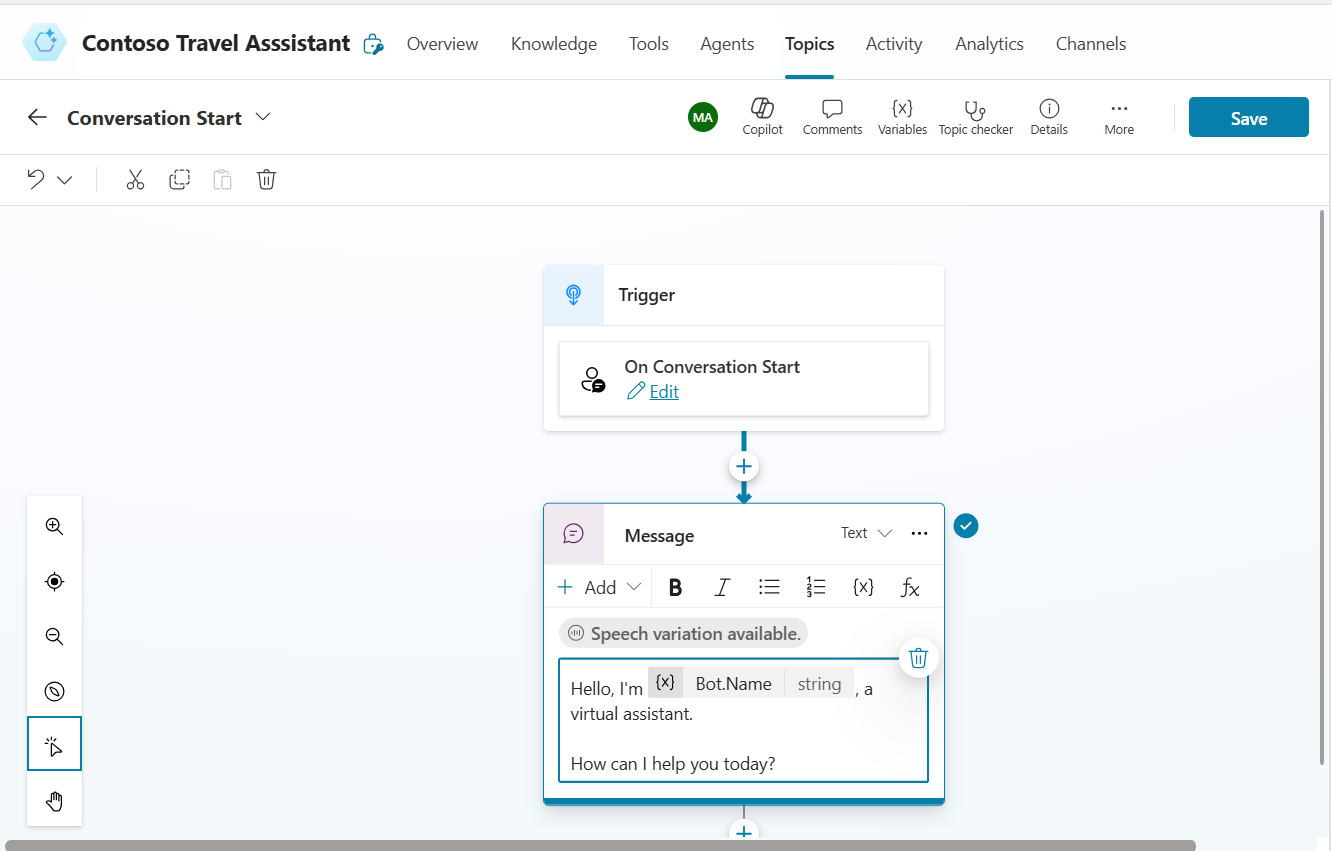 Contoso Travel Asssistant Overview Knowledge Tools Agents Topics Activity Analytics Channels
Conversation Start MA Copilot Comments {x} Variables Topic checker Details More Save
Trigger
On Conversation Start
Edit
Message Text
Add B I {x} fx
Speech variation available.
Hello, I'm {x} Bot.Name string , a
virtual assistant.
How can I help you today?